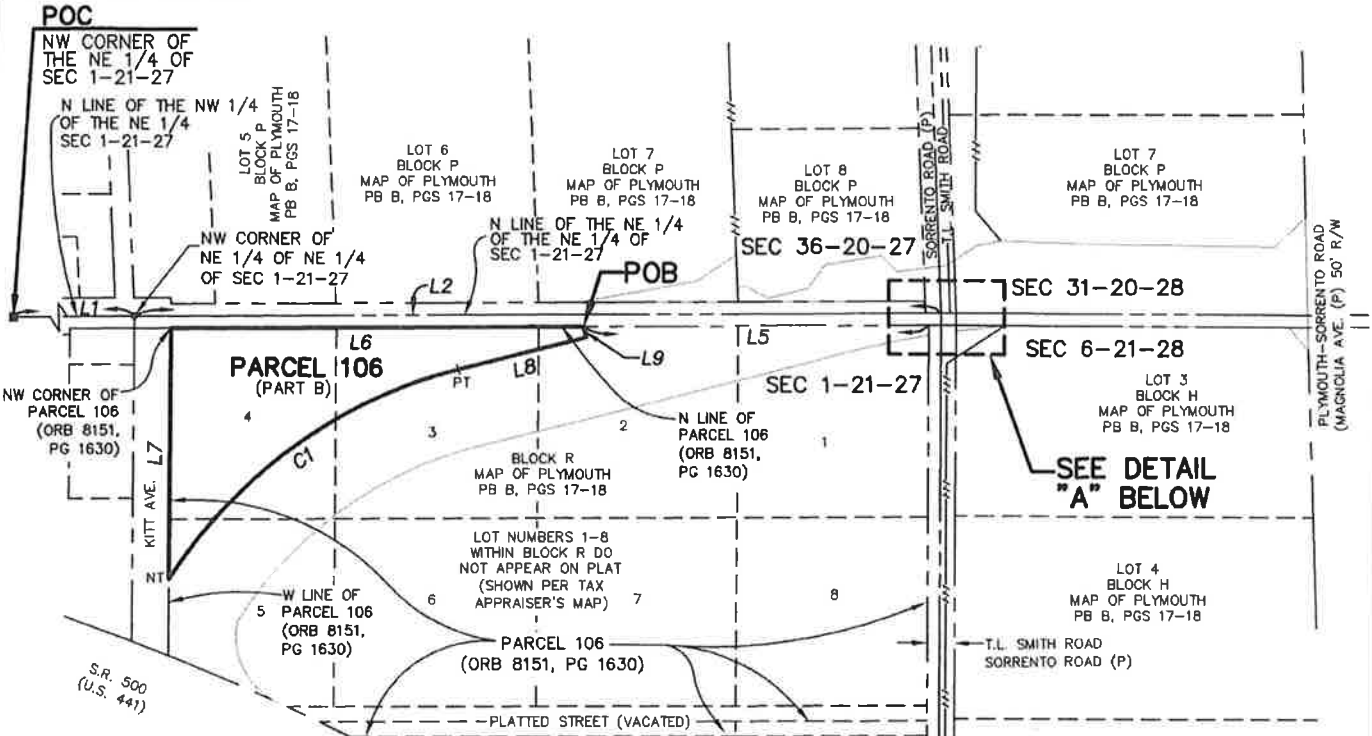 POC
NW CORNER OF
THE NE 1/4 OF
SEC 1-21-27
N LINE OF THE NW 1/4
OF THE NE 1/4
SEC 1-21-27
LOT 5
BLOCK P
MAP OF PLYMOUTH
PB B, PGS 17-18
LOT 6
BLOCK P
MAP OF PLYMOUTH
PB B, PGS 17-18
LOT 7
BLOCK P
MAP OF PLYMOUTH
PB B, PGS 17-18
LOT 8
BLOCK P
MAP OF PLYMOUTH
PB B, PGS 17-18
SORRENTO ROAD (P)
T.L. SMITH ROAD
LOT 7
BLOCK P
MAP OF PLYMOUTH
PB B, PGS 17-18
PLYMOUTH-SORRENTO ROAD
(MAGNOLIA AVE. (P) 50' R/W
NW CORNER OF
NE 1/4 OF NE 1/4
OF SEC 1-21-27
N LINE OF THE NE 1/4
OF THE NE 1/4 OF
SEC 1-21-27
SEC 36-20-27
POB
L1
L2
SEC 31-20-28
L6
L5
L9
SEC 6-21-28
PARCEL 106
(PART B)
PT
L8
SEC 1-21-27
NW CORNER OF
PARCEL 106
(ORB 8151,
PG 1630)
L7
KITT AVE.
4
C1
3
2
1
N LINE OF
PARCEL 106
(ORB 8151,
PG 1630)
LOT 3
BLOCK H
MAP OF PLYMOUTH
PB B, PGS 17-18
BLOCK R
MAP OF PLYMOUTH
PB B, PGS 17-18
SEE DETAIL
"A" BELOW
NT
LOT NUMBERS 1-8
WITHIN BLOCK R DO
NOT APPEAR ON PLAT
(SHOWN PER TAX
APPRAISER'S MAP)
5
6
7
8
W LINE OF
PARCEL 106
(ORB 8151,
PG 1630)
PARCEL 106
(ORB 8151, PG 1630)
LOT 4
BLOCK H
MAP OF PLYMOUTH
PB B, PGS 17-18
T.L. SMITH ROAD
SORRENTO ROAD (P)
S.R. 500
(U.S. 441)
PLATTED STREET (VACATED)